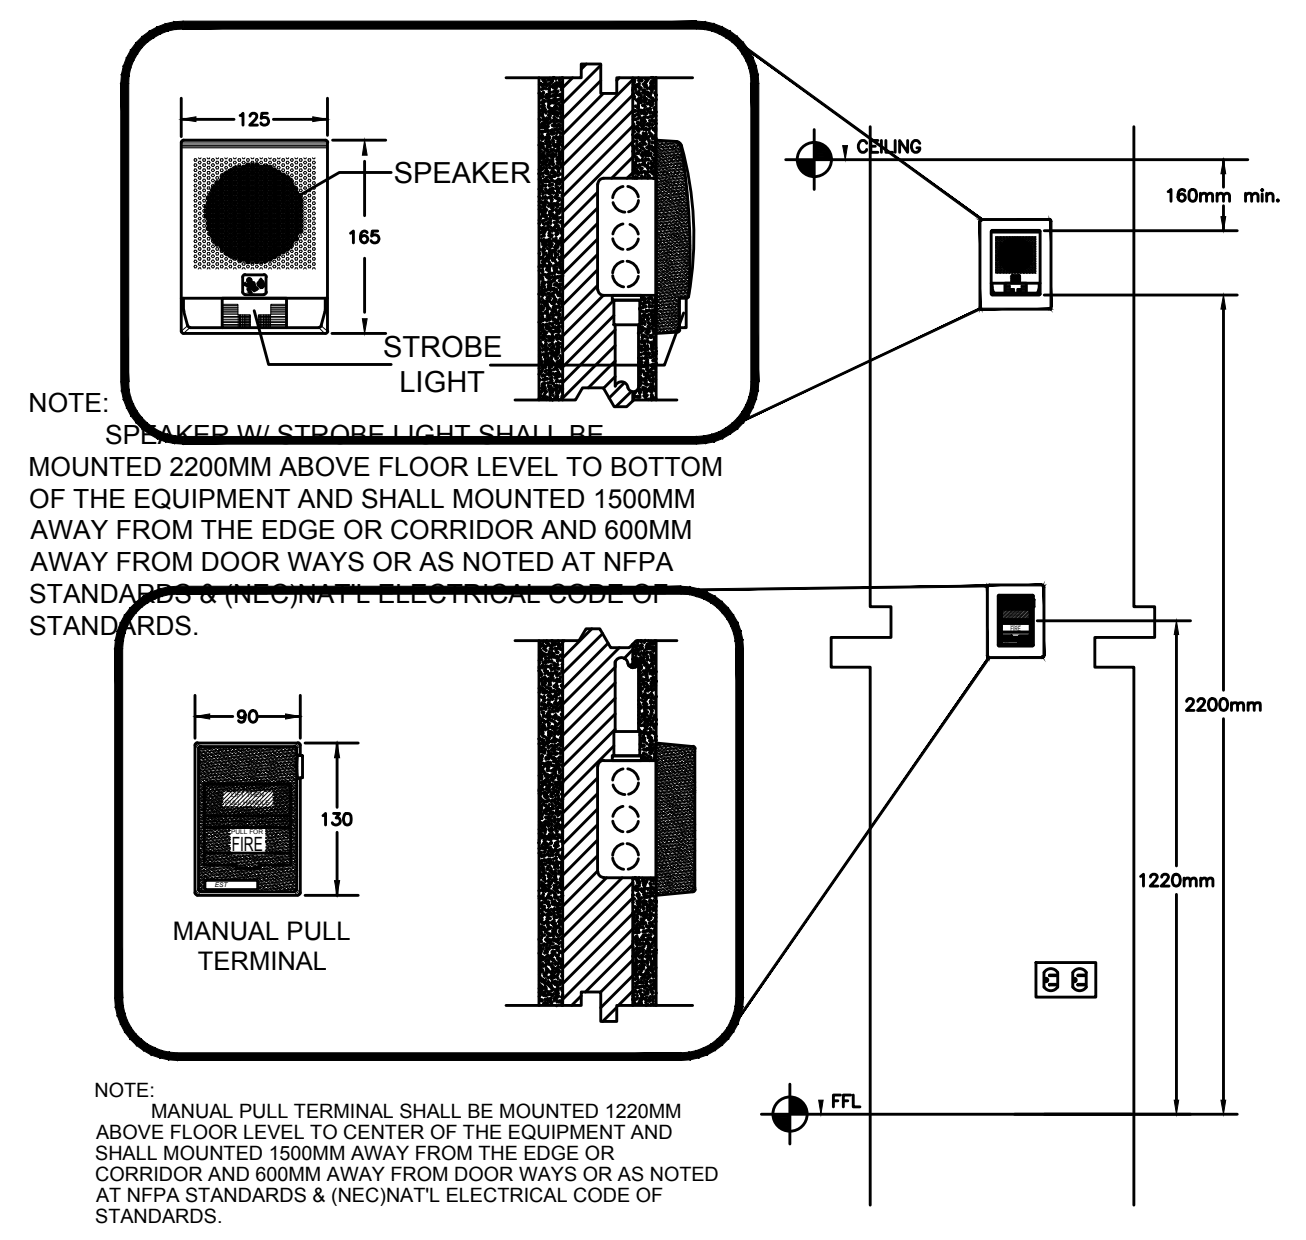 125
SPEAKER
165
STROBE
LIGHT
CEILING
160mm min.
NOTE:
SPEAKER W/ STROBE LIGHT SHALL BE
MOUNTED 2200MM ABOVE FLOOR LEVEL TO BOTTOM
OF THE EQUIPMENT AND SHALL MOUNTED 1500MM
AWAY FROM THE EDGE OR CORRIDOR AND 600MM
AWAY FROM DOOR WAYS OR AS NOTED AT NFPA
STANDARDS & (NEC)NAT'L ELECTRICAL CODE OF
STANDARDS.
FIRE
2200mm
1220mm
90
130
PULL FOR
FIRE
EST
MANUAL PULL
TERMINAL
FFL
NOTE:
MANUAL PULL TERMINAL SHALL BE MOUNTED 1220MM
ABOVE FLOOR LEVEL TO CENTER OF THE EQUIPMENT AND
SHALL MOUNTED 1500MM AWAY FROM THE EDGE OR
CORRIDOR AND 600MM AWAY FROM DOOR WAYS OR AS NOTED
AT NFPA STANDARDS & (NEC)NAT'L ELECTRICAL CODE OF
STANDARDS.